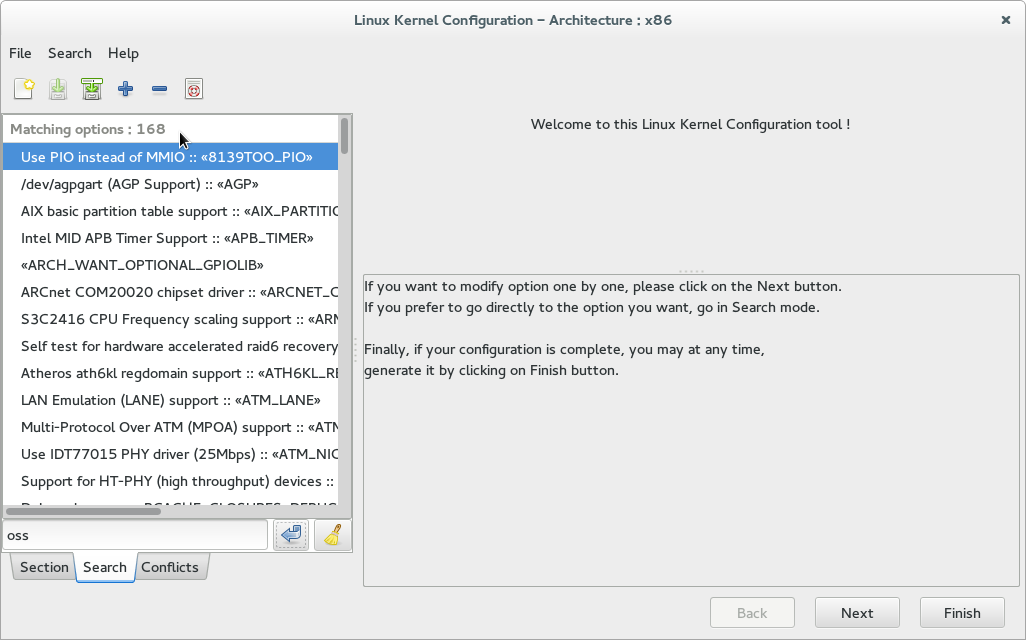 Linux Kernel Configuration – Architecture : x86
File Search Help
Matching options : 168
Use PIO instead of MMIO :: «8139TOO_PIO»
/dev/agpgart (AGP Support) :: «AGP»
AIX basic partition table support :: «AIX_PARTITIO
Intel MID APB Timer Support :: «APB_TIMER»
«ARCH_WANT_OPTIONAL_GPIOLIB»
ARCnet COM20020 chipset driver :: «ARCNET_C
S3C2416 CPU Frequency scaling support :: «ARM
Self test for hardware accelerated raid6 recovery
Atheros ath6kl regdomain support :: «ATH6KL_RE
LAN Emulation (LANE) support :: «ATM_LANE»
Multi-Protocol Over ATM (MPOA) support :: «ATM
Use IDT77015 PHY driver (25Mbps) :: «ATM_NIC
Support for HT-PHY (high throughput) devices ::
oss
Section Search Conflicts
Welcome to this Linux Kernel Configuration tool !
If you want to modify option one by one, please click on the Next button.
If you prefer to go directly to the option you want, go in Search mode.
Finally, if your configuration is complete, you may at any time,
generate it by clicking on Finish button.
Back Next Finish